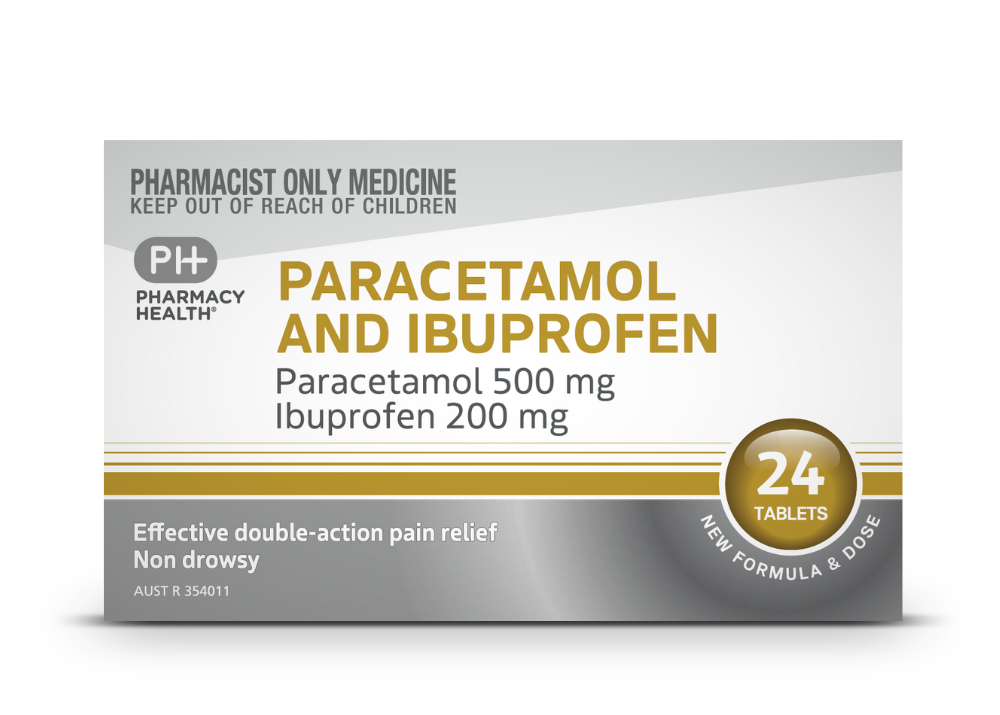 PHARMACIST ONLY MEDICINE
KEEP OUT OF REACH OF CHILDREN
PH
PHARMACY
HEALTH®
PARACETAMOL
AND IBUPROFEN
Paracetamol 500 mg
Ibuprofen 200 mg
24
TABLETS
NEW FORMULA & DOSE
Effective double-action pain relief
Non drowsy
AUST R 354011